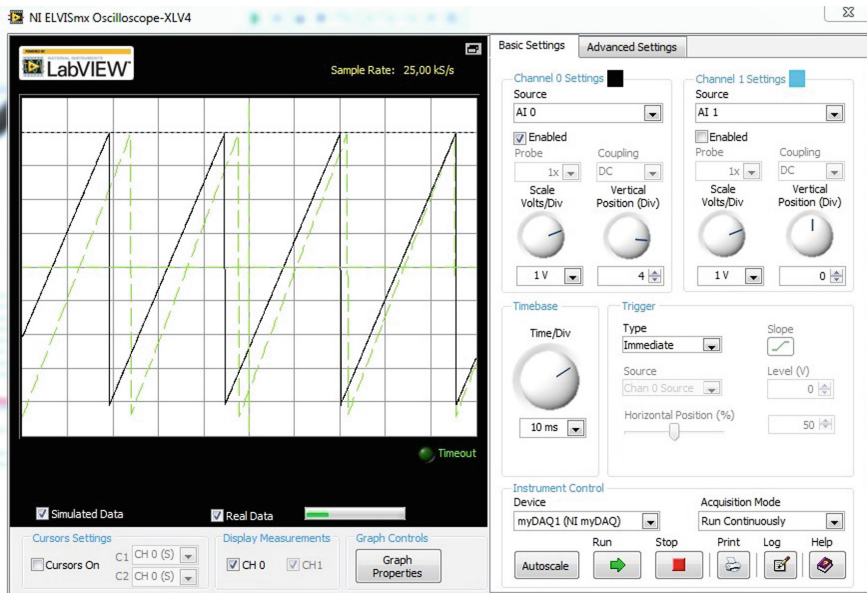 NI ELVISmx Oscilloscope-XLV4
POWERED BY
NATIONAL INSTRUMENTS
LabVIEW
Sample Rate: 25,00 kS/s
Timeout
Simulated Data
Real Data
Cursors Settings
Cursors On
C1 CH 0 (S)
C2 CH 0 (S)
Display Measurements
CH 0
CH1
Graph Controls
Graph
Properties
Basic Settings
Advanced Settings
Channel 0 Settings
Source
AI 0
Enabled
Probe
Coupling
1x
DC
Scale
Volts/Div
Vertical
Position (Div)
1 V
4
Channel 1 Settings
Source
AI 1
Enabled
Probe
Coupling
1x
DC
Scale
Volts/Div
Vertical
Position (Div)
1 V
0
Timebase
Time/Div
10 ms
Trigger
Type
Immediate
Slope
Source
Chan 0 Source
Level (V)
0
Horizontal Position (%)
50
Instrument Control
Device
myDAQ1 (NI myDAQ)
Acquisition Mode
Run Continuously
Run
Stop
Print
Log
Help
Autoscale